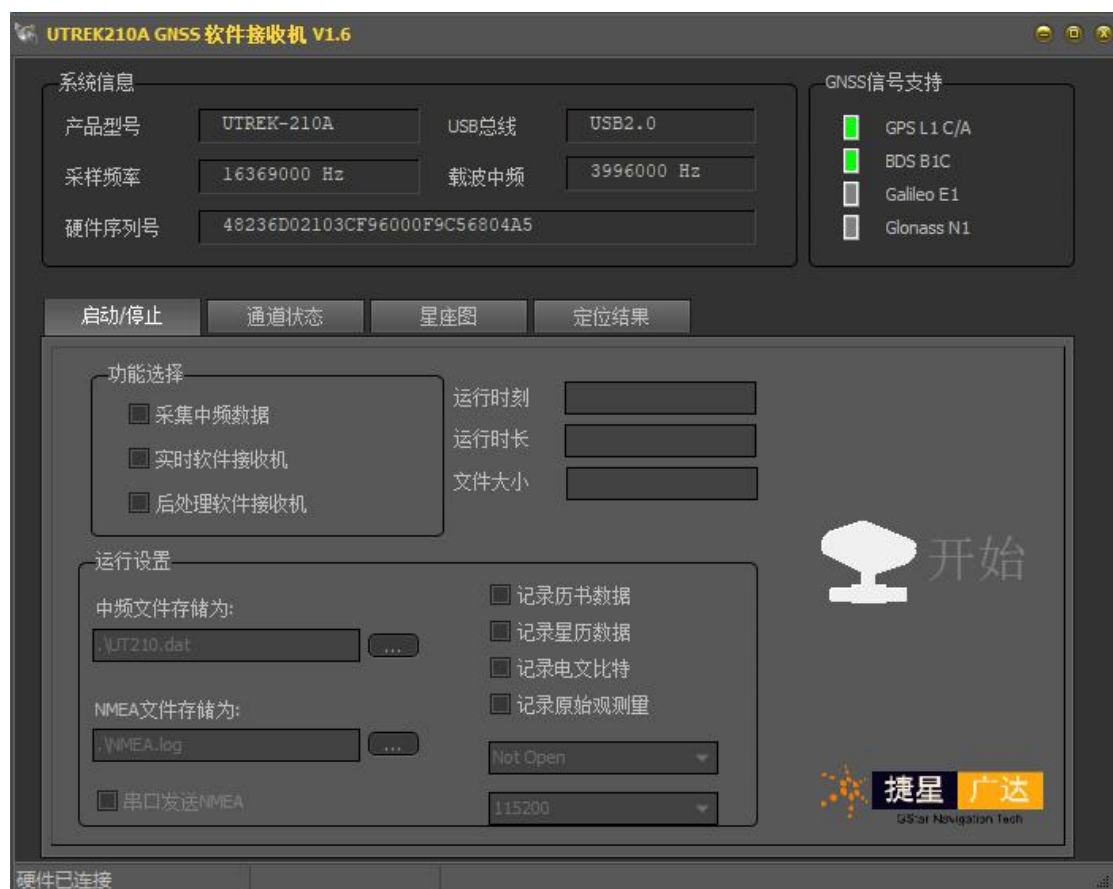 UTREK210A GNSS 软件接收机 V1.6
系统信息
产品型号 UTREK-210A USB总线 USB2.0
采样频率 16369000 Hz 载波中频 3996000 Hz
硬件序列号 48236D02103CF96000F9C56804A5
GNSS信号支持
GPS L1 C/A
BDS B1C
Galileo E1
Glonass N1
启动/停止 通道状态 星座图 定位结果
功能选择
采集中频数据
实时软件接收机
后处理软件接收机
运行时刻
运行时长
文件大小
开始
运行设置
中频文件存储为:
.\UT210.dat ...
NMEA文件存储为:
.\NMEA.log ...
串口发送NMEA
记录历书数据
记录星历数据
记录电文比特
记录原始观测量
Not Open
115200
捷星 广达
GStar Navigation Tech
硬件已连接